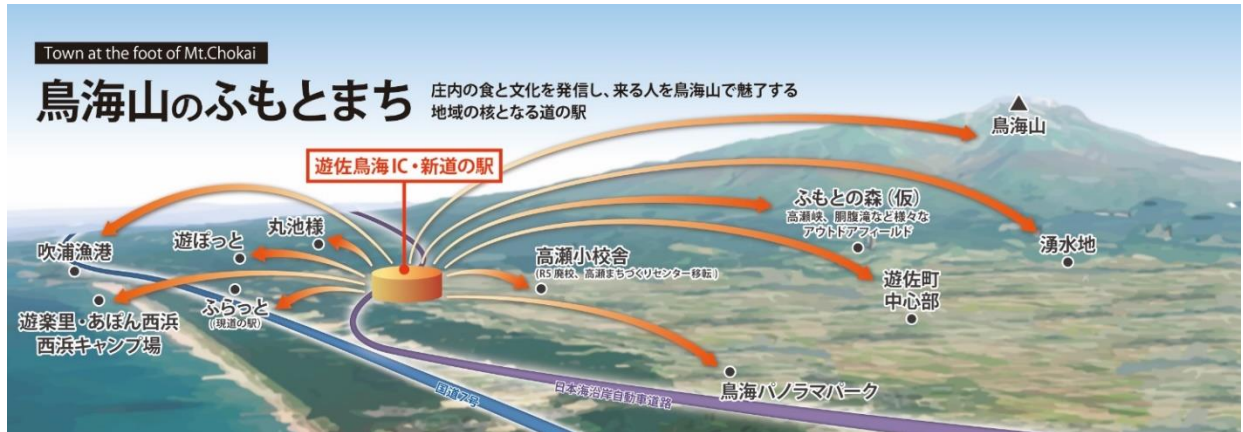 Town at the foot of Mt.Chokai
鳥海山のふもとまち
庄内の食と文化を発信し、来る人を鳥海山で魅了する
地域の核となる道の駅
鳥海山
遊佐鳥海IC・新道の駅
ふもとの森（仮）
高瀬峡、胴腹滝など様々な
アウトドアフィールド
丸池様
遊ぽっと
吹浦漁港
高瀬小校舎
(R5廃校、高瀬まちづくりセンター移転)
湧水地
遊佐町
中心部
ふらっと
(現道の駅)
遊楽里・あぽん西浜
西浜キャンプ場
国道7号
日本海沿岸自動車道路
鳥海パノラマパーク